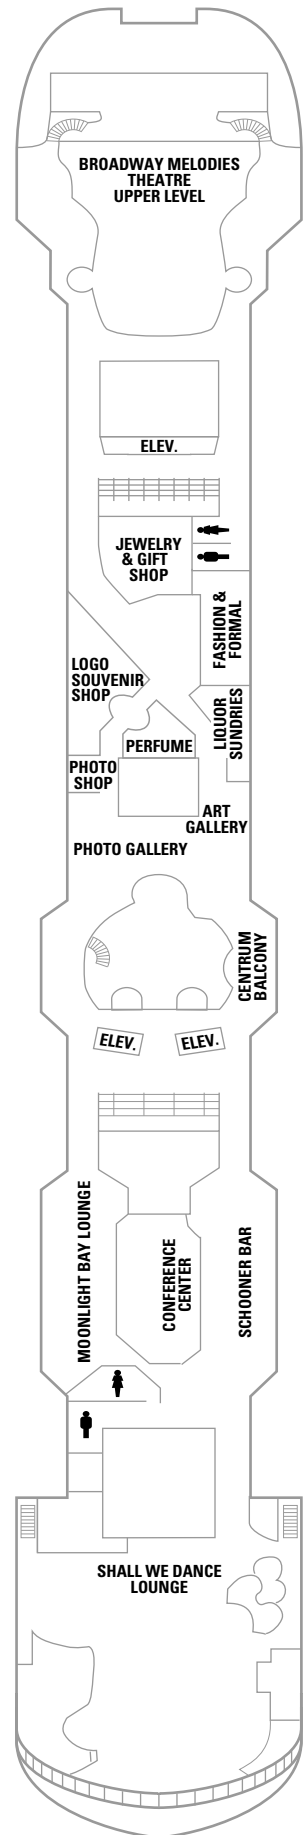 BROADWAY MELODIES
THEATRE
UPPER LEVEL
ELEV.
JEWELRY
& GIFT
SHOP
FASHION &
FORMAL
LOGO
SOUVENIR
SHOP
LIQUOR
SUNDRIES
PERFUME
PHOTO
SHOP
ART
GALLERY
PHOTO GALLERY
CENTRUM
BALCONY
ELEV.
ELEV.
MOONLIGHT BAY LOUNGE
CONFERENCE
CENTER
SCHOONER BAR
SHALL WE DANCE
LOUNGE